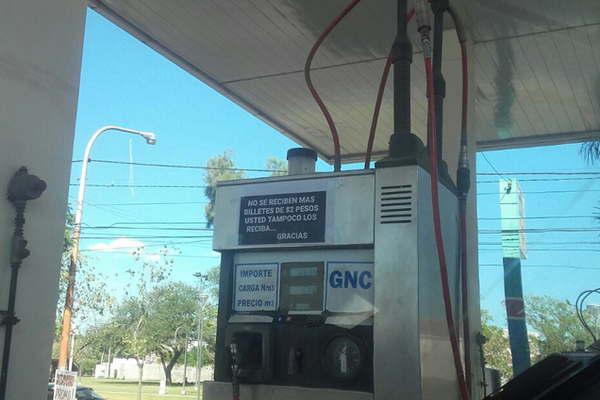 NO SE RECIBEN MAS
BILLETES DE $2 PESOS
USTED TAMPOCO LOS
RECIBA...
GRACIAS
IMPORTE
CARGA N/m3
PRECIO m3
GNC